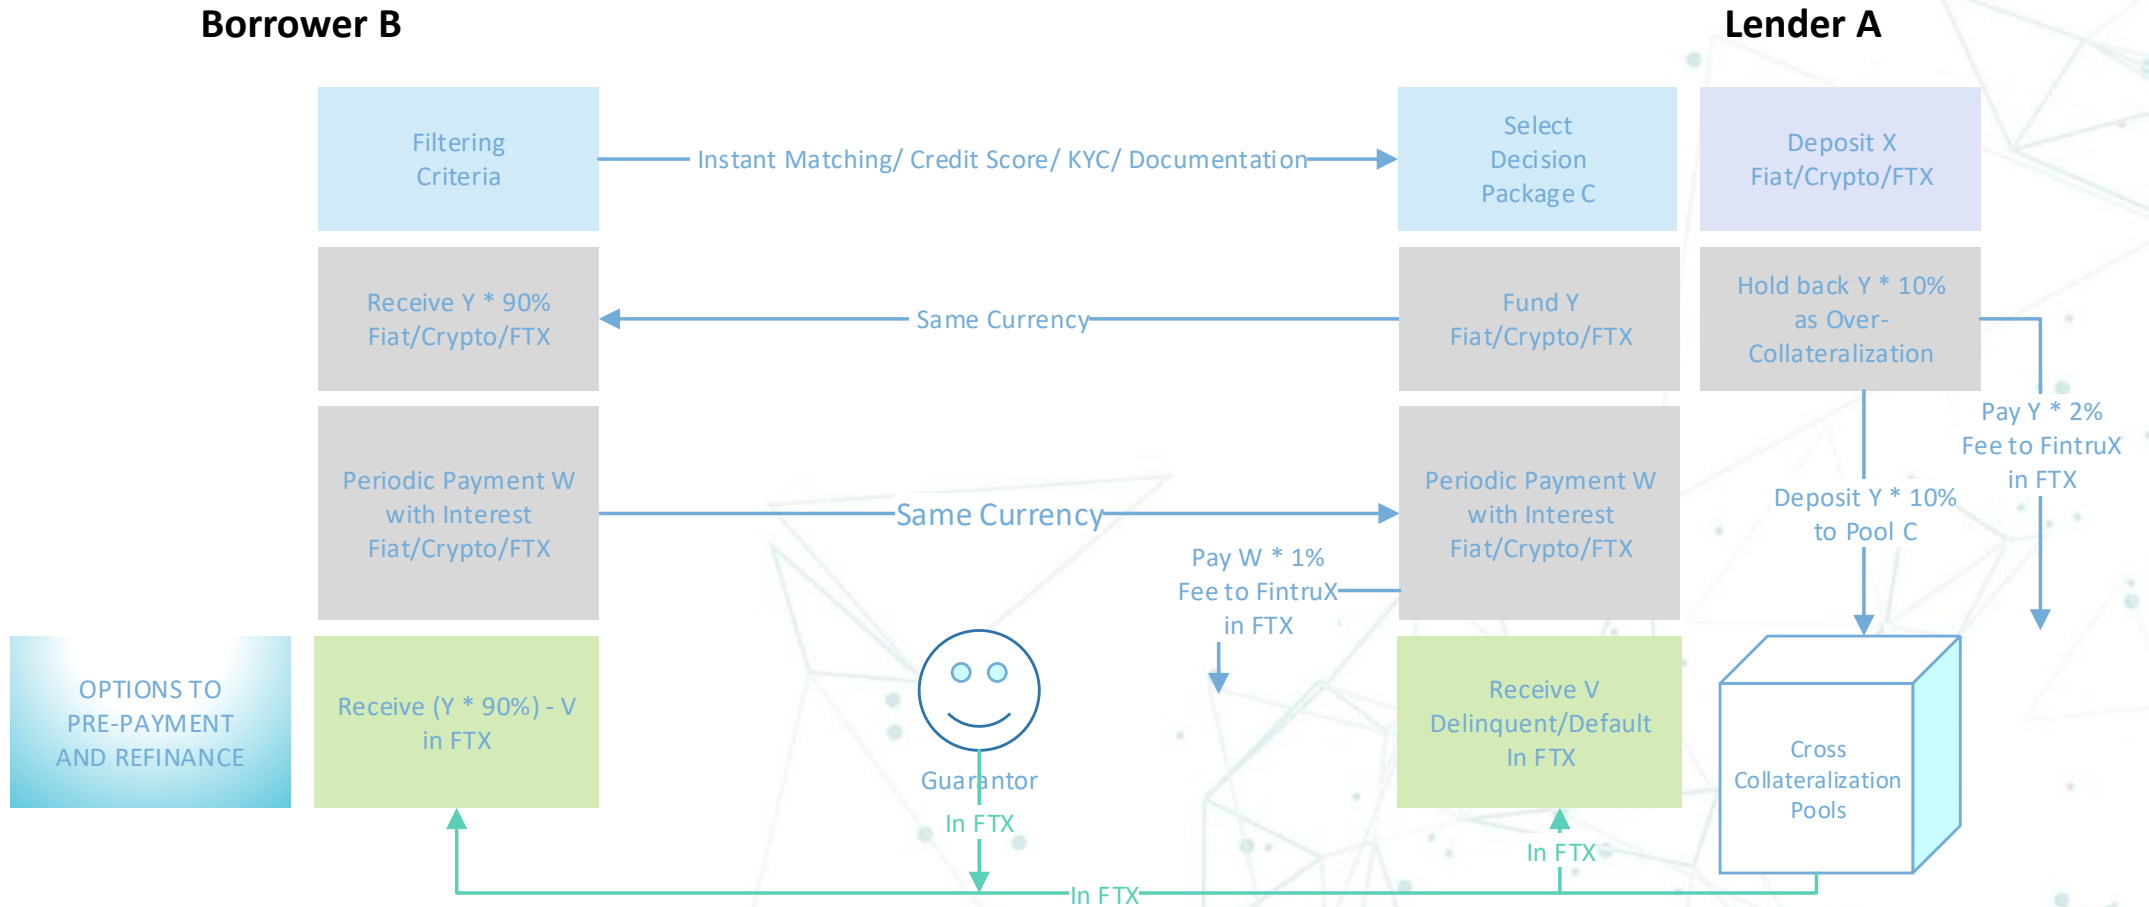 Borrower B
Lender A
Filtering
Criteria
Instant Matching/ Credit Score/ KYC/ Documentation
Select
Decision
Package C
Deposit X
Fiat/Crypto/FTX
Receive Y * 90%
Fiat/Crypto/FTX
Same Currency
Fund Y
Fiat/Crypto/FTX
Hold back Y * 10%
as Over-
Collateralization
Pay Y * 2%
Fee to FintruX
in FTX
Deposit Y * 10%
to Pool C
Periodic Payment W
with Interest
Fiat/Crypto/FTX
Same Currency
Periodic Payment W
with Interest
Fiat/Crypto/FTX
Pay W * 1%
Fee to FintruX
in FTX
OPTIONS TO
PRE-PAYMENT
AND REFINANCE
Receive (Y * 90%) - V
in FTX
Guarantor
In FTX
Receive V
Delinquent/Default
In FTX
Cross
Collateralization
Pools
In FTX
In FTX